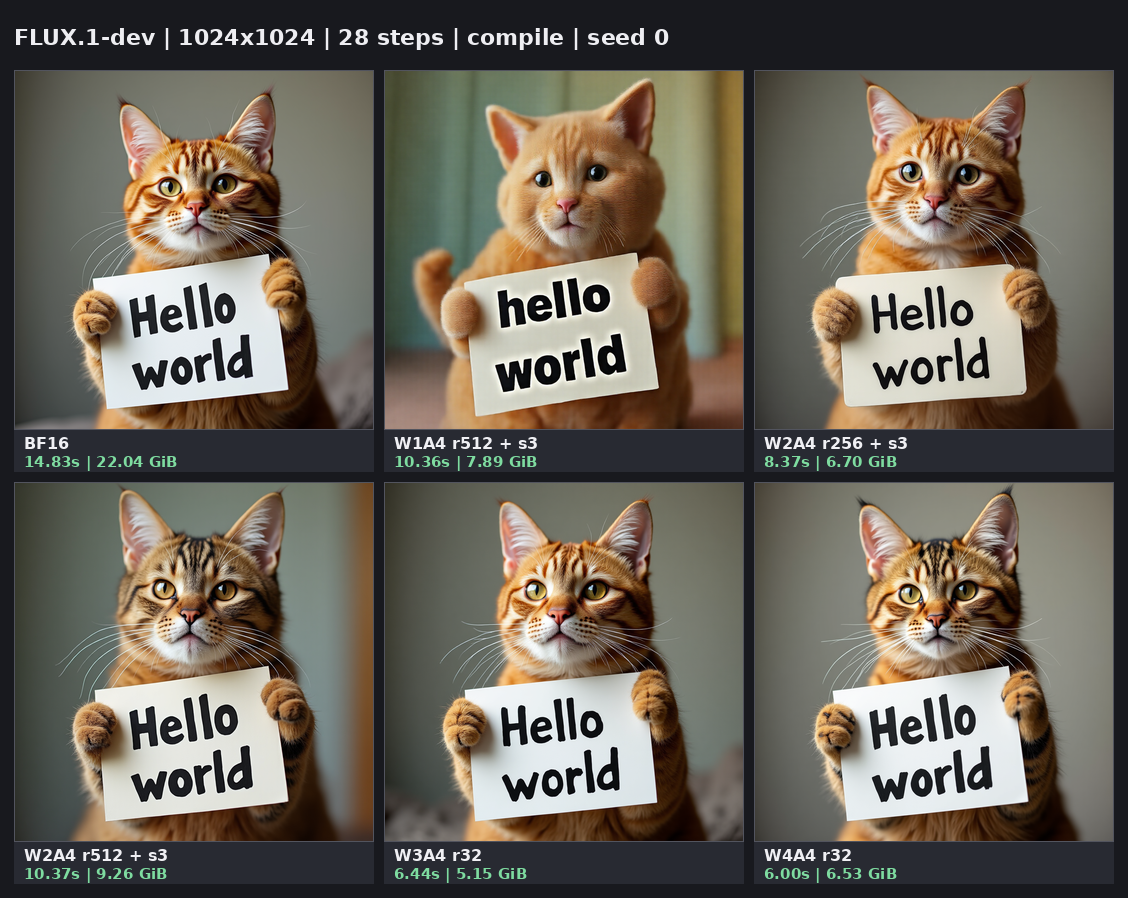 FLUX.1-dev | 1024x1024 | 28 steps | compile | seed 0
Hello
world
BF16
14.83s | 22.04 GiB
hello
world
W1A4 r512 + s3
10.36s | 7.89 GiB
Hello
world
W2A4 r256 + s3
8.37s | 6.70 GiB
Hello
world
W2A4 r512 + s3
10.37s | 9.26 GiB
Hello
world
W3A4 r32
6.44s | 5.15 GiB
Hello
world
W4A4 r32
6.00s | 6.53 GiB